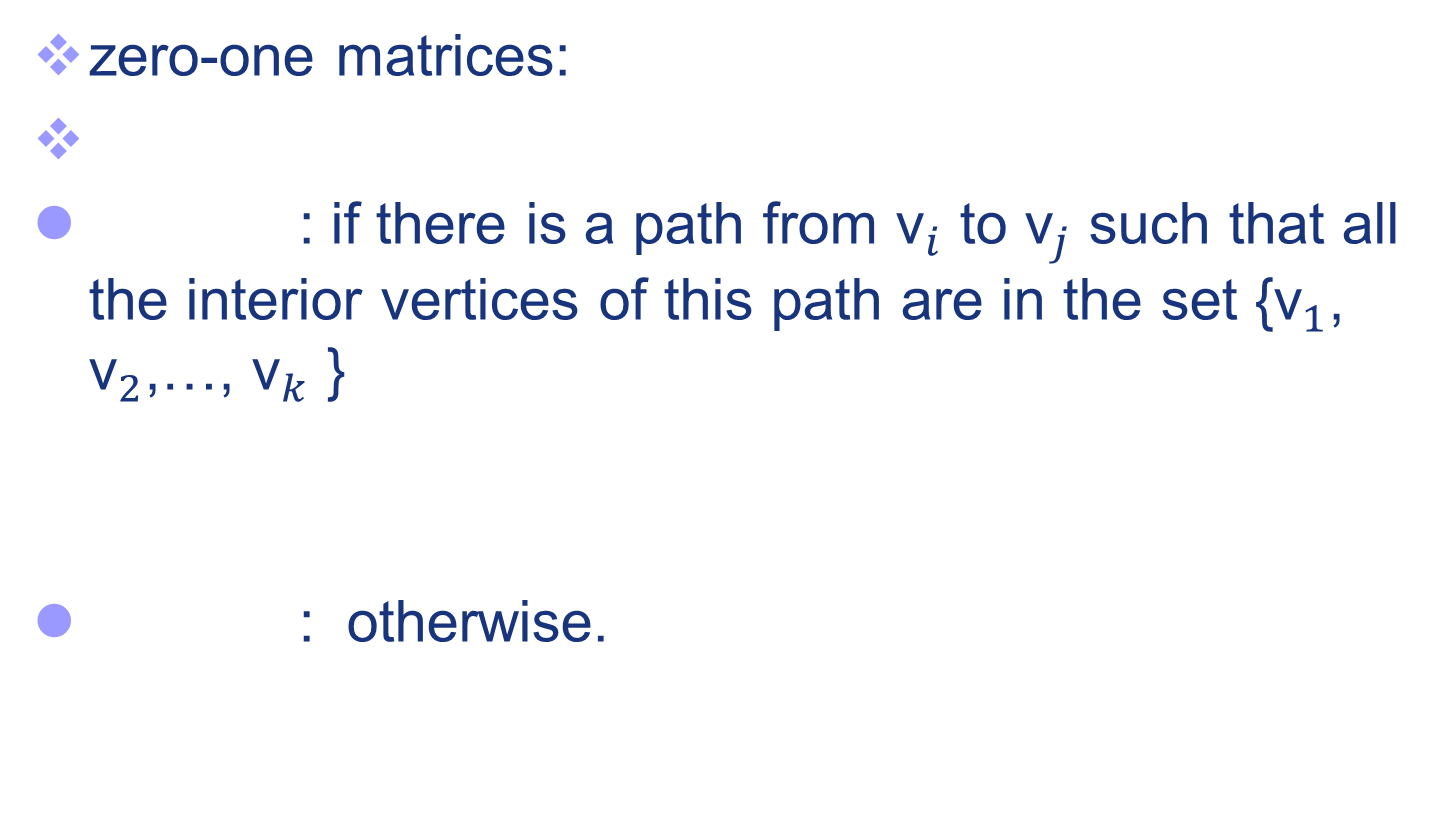 ❖ zero-one matrices:
❖
● : if there is a path from v𝑖 to v𝑗 such that all
the interior vertices of this path are in the set {v₁,
v₂,…, v𝑘 }
● : otherwise.